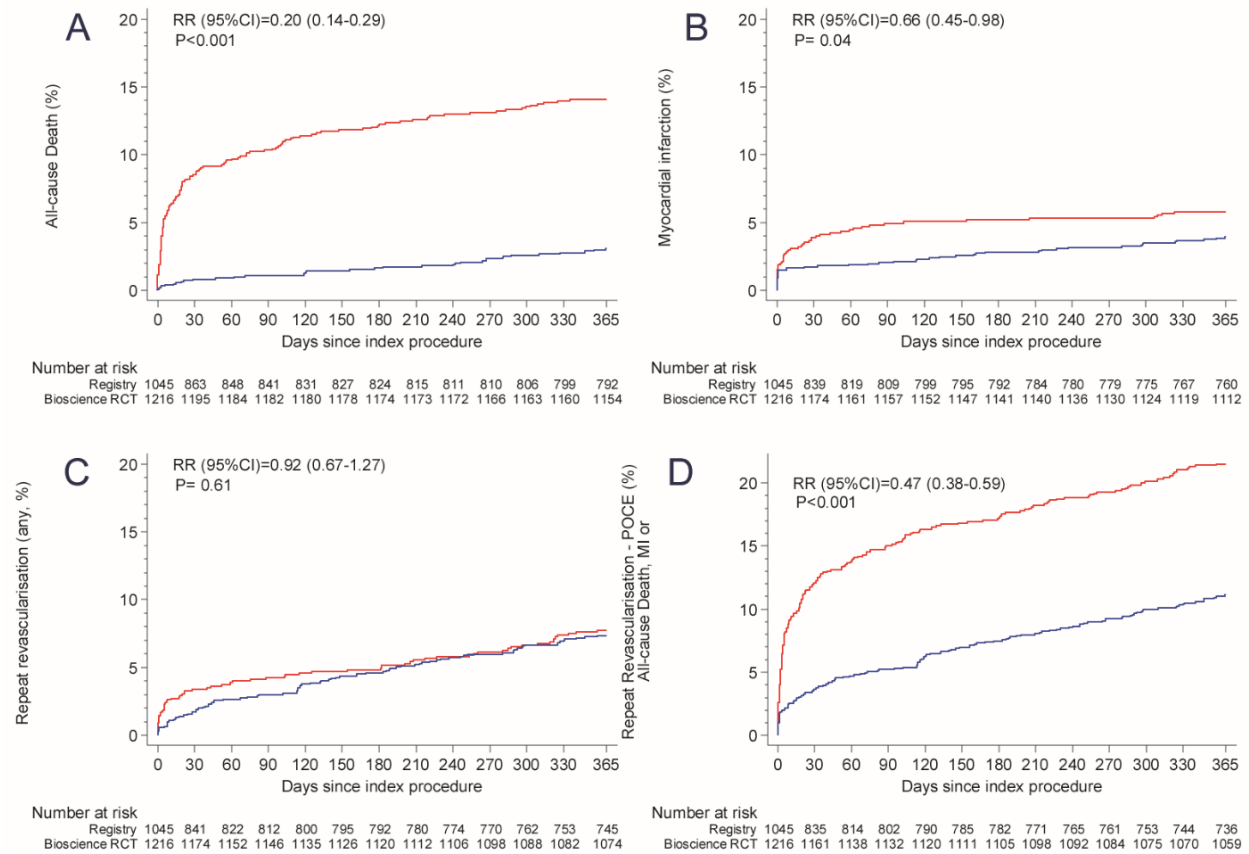 A
RR (95%CI)=0.20 (0.14-0.29)
P<0.001
All-cause Death (%)
20
15
10
5
0
0 30 60 90 120 150 180 210 240 270 300 330 365
Days since index procedure
Number at risk
Registry 1045 863 848 841 831 827 824 815 811 810 806 799 792
Bioscience RCT 1216 1195 1184 1182 1180 1178 1174 1173 1172 1166 1163 1160 1154
B
RR (95%CI)=0.66 (0.45-0.98)
P= 0.04
Myocardial infarction (%)
20
15
10
5
0
0 30 60 90 120 150 180 210 240 270 300 330 365
Days since index procedure
Number at risk
Registry 1045 839 819 809 799 795 792 784 780 779 775 767 760
Bioscience RCT 1216 1174 1161 1157 1152 1147 1141 1140 1136 1130 1124 1119 1112
C
RR (95%CI)=0.92 (0.67-1.27)
P= 0.61
Repeat revascularisation (any, %)
20
15
10
5
0
0 30 60 90 120 150 180 210 240 270 300 330 365
Days since index procedure
Number at risk
Registry 1045 841 822 812 800 795 792 780 774 770 762 753 745
Bioscience RCT 1216 1174 1152 1146 1135 1126 1120 1112 1106 1098 1088 1082 1074
D
RR (95%CI)=0.47 (0.38-0.59)
P<0.001
Repeat Revascularisation - POCE (%)
All-cause Death, MI or
20
15
10
5
0
0 30 60 90 120 150 180 210 240 270 300 330 365
Days since index procedure
Number at risk
Registry 1045 835 814 802 790 785 782 771 765 761 753 744 736
Bioscience RCT 1216 1161 1138 1132 1120 1111 1105 1098 1092 1084 1075 1070 1059